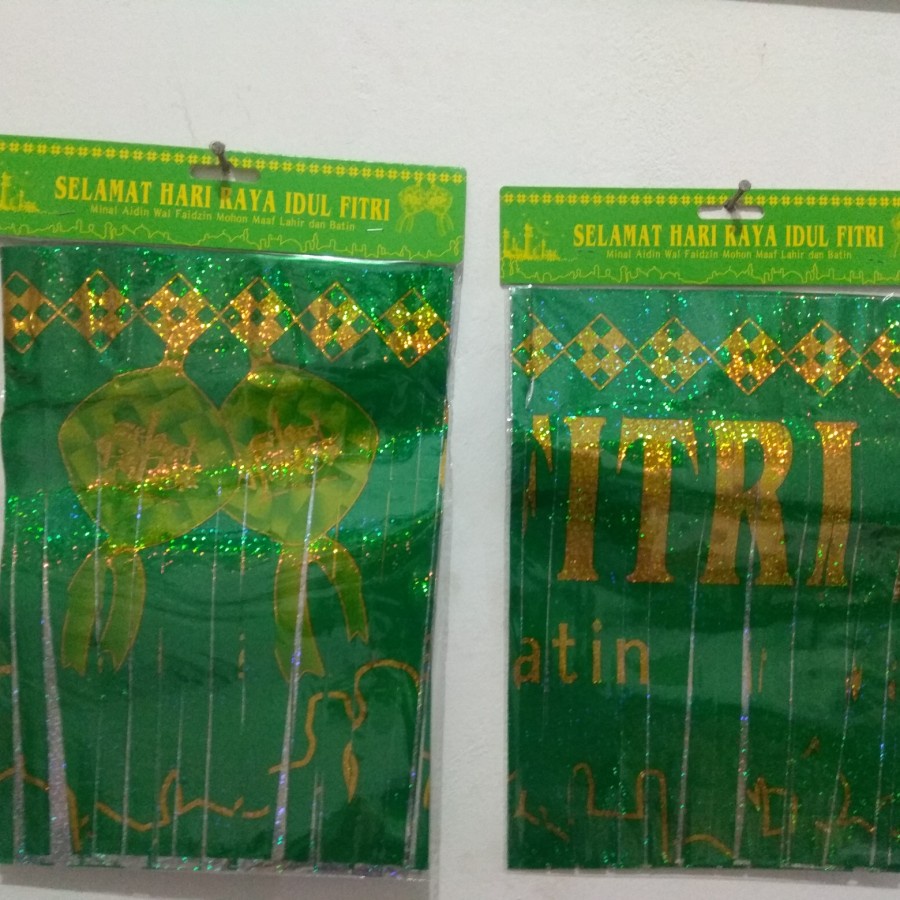 SELAMAT HARI RAYA IDUL FITRI
Minal Aidin Wal Faidzin Mohon Maaf Lahir dan Batin
SELAMAT HARI RAYA IDUL FITRI
Minal Aidin Wal Faidzin Mohon Maaf Lahir dan Batin
FITRI
atin